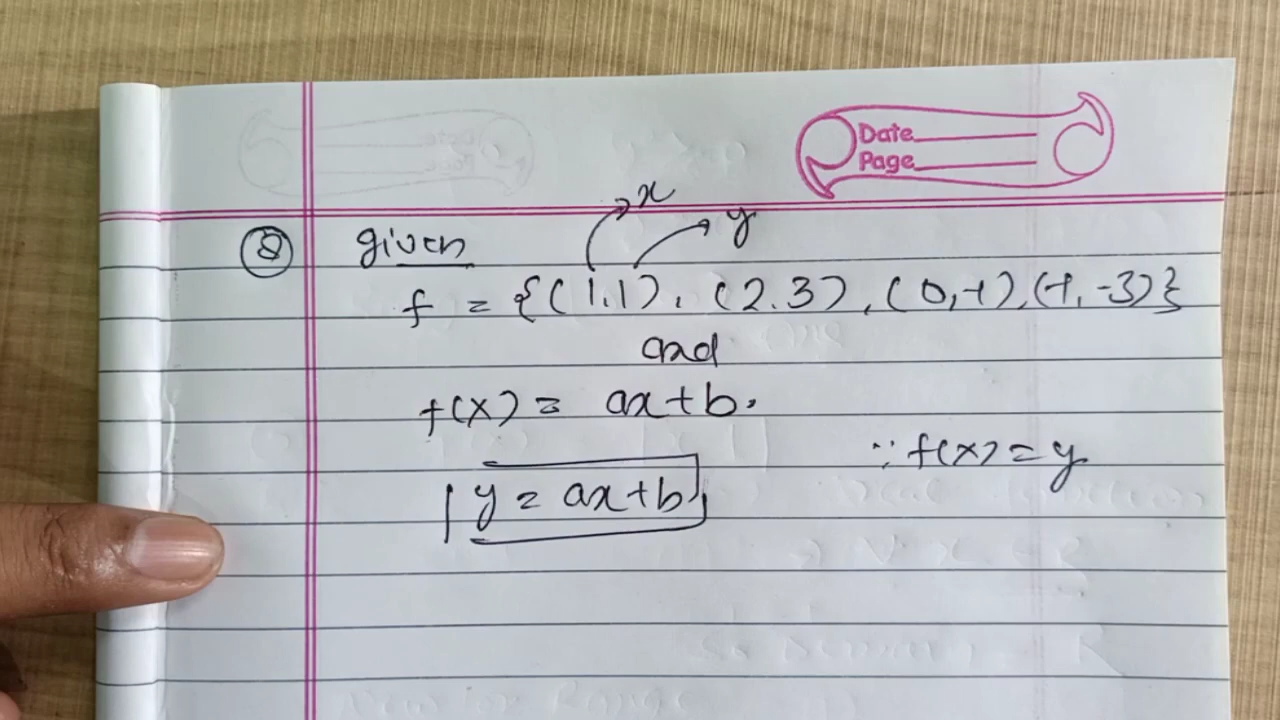 Date
Page
x
y
⑧ given
f = {(1,1), (2,3), (0,-1), (-1,-3)}
and
f(x) = ax+b.
∵ f(x) = y
y = ax+b